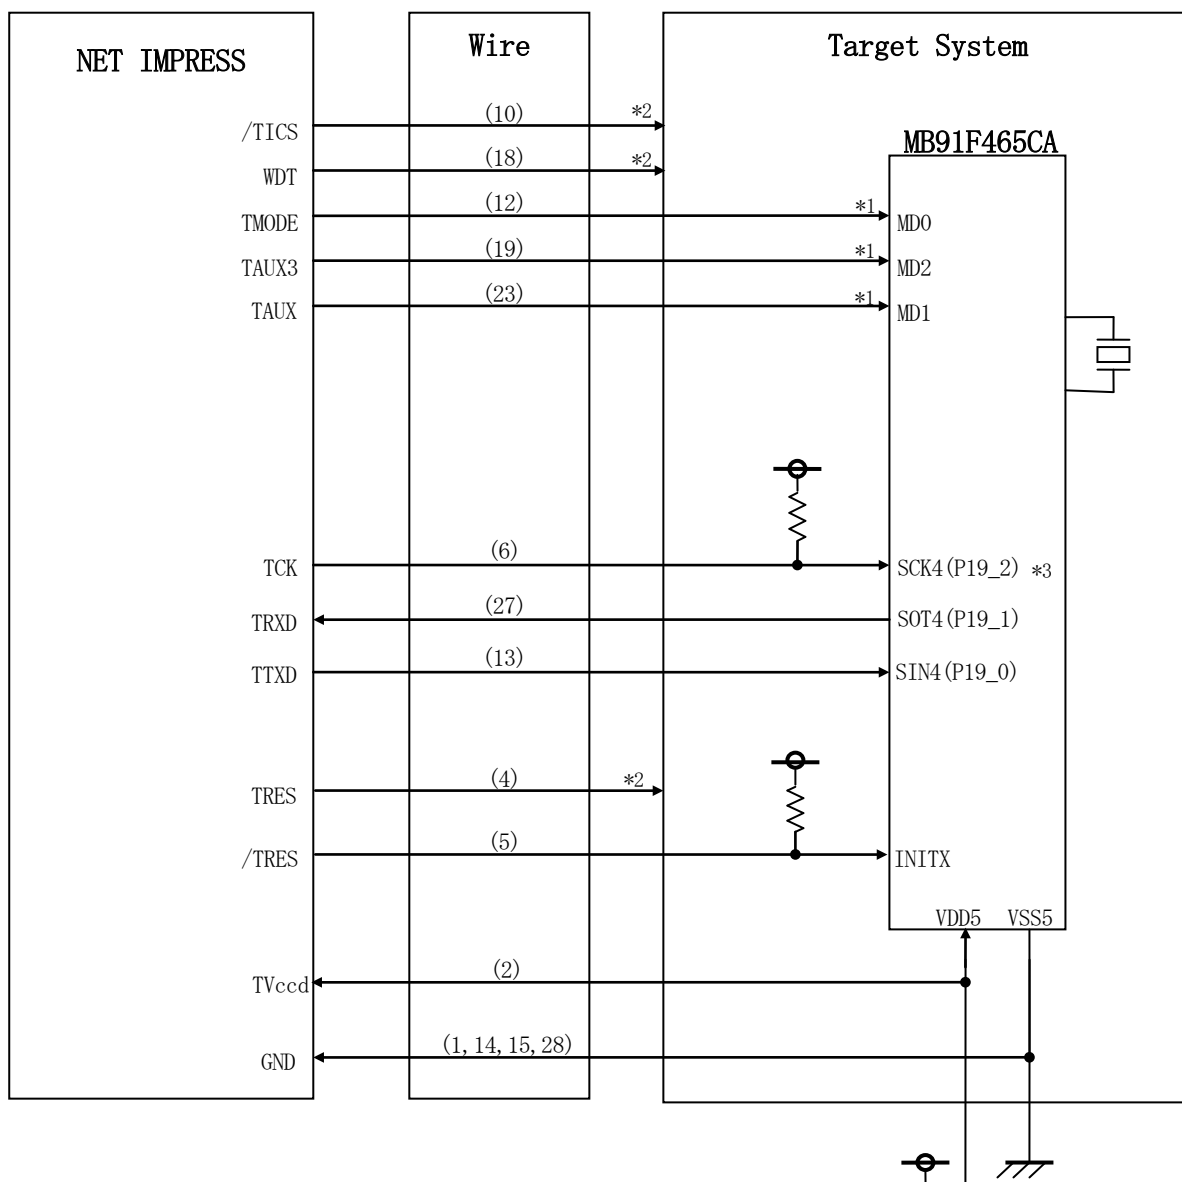 NET IMPRESS
Wire
Target System
/TICS (10) *2
WDT (18) *2
MB91F465CA
TMODE (12) *1 MD0
TAUX3 (19) *1 MD2
TAUX (23) *1 MD1
TCK (6) SCK4(P19_2) *3
TRXD (27) SOT4(P19_1)
TTXD (13) SIN4(P19_0)
TRES (4) *2
/TRES (5) INITX
VDD5 VSS5
TVccd (2)
GND (1,14,15,28)